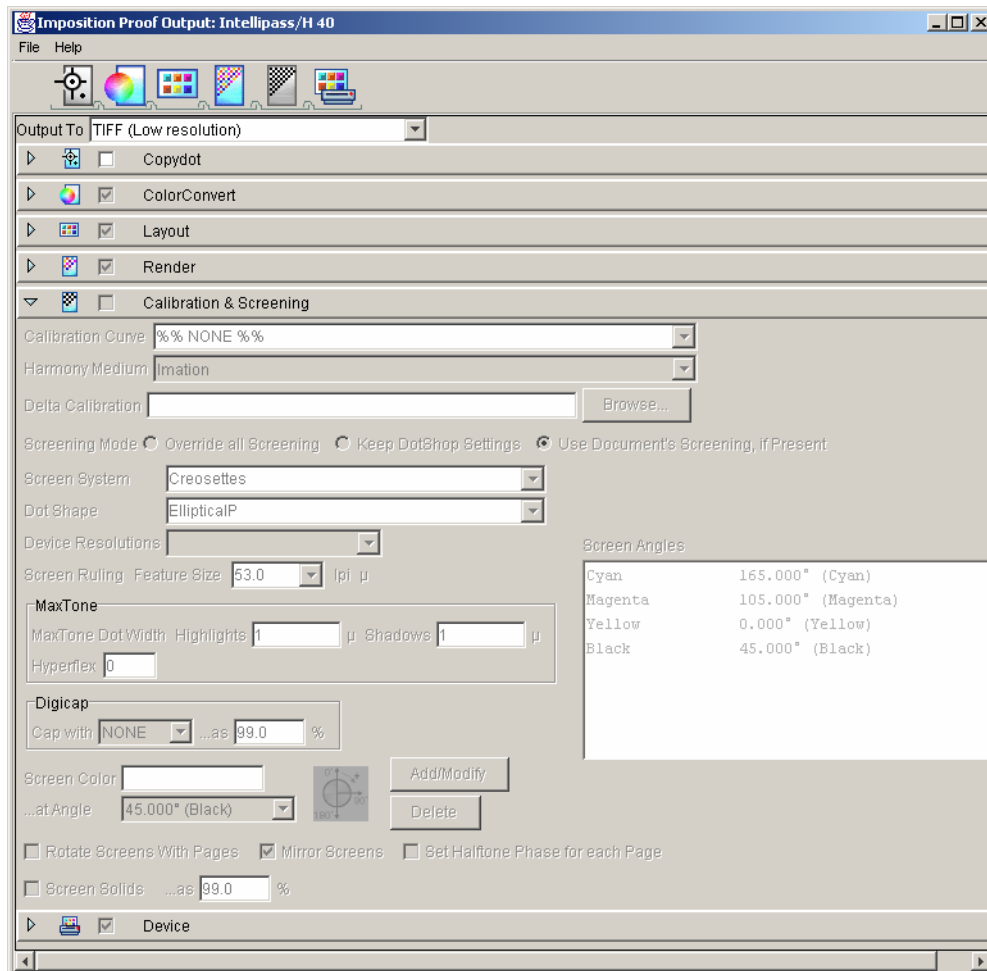 Imposition Proof Output: Intellipass/H 40
File Help
Output To TIFF (Low resolution)
Copydot
ColorConvert
Layout
Render
Calibration & Screening
Calibration Curve %% NONE %%
Harmony Medium Imation
Delta Calibration Browse...
Screening Mode Override all Screening Keep DotShop Settings Use Document's Screening, if Present
Screen System Creosettes
Dot Shape EllipticalP
Device Resolutions
Screen Ruling Feature Size 53.0 lpi µ
MaxTone
MaxTone Dot Width Highlights 1 µ Shadows 1 µ
Hyperflex 0
Digicap
Cap with NONE ...as 99.0 %
Screen Color
...at Angle 45.000° (Black)
0° 90° 180°
Add/Modify
Delete
Screen Angles
Cyan 165.000° (Cyan)
Magenta 105.000° (Magenta)
Yellow 0.000° (Yellow)
Black 45.000° (Black)
Rotate Screens With Pages Mirror Screens Set Halftone Phase for each Page
Screen Solids ...as 99.0 %
Device